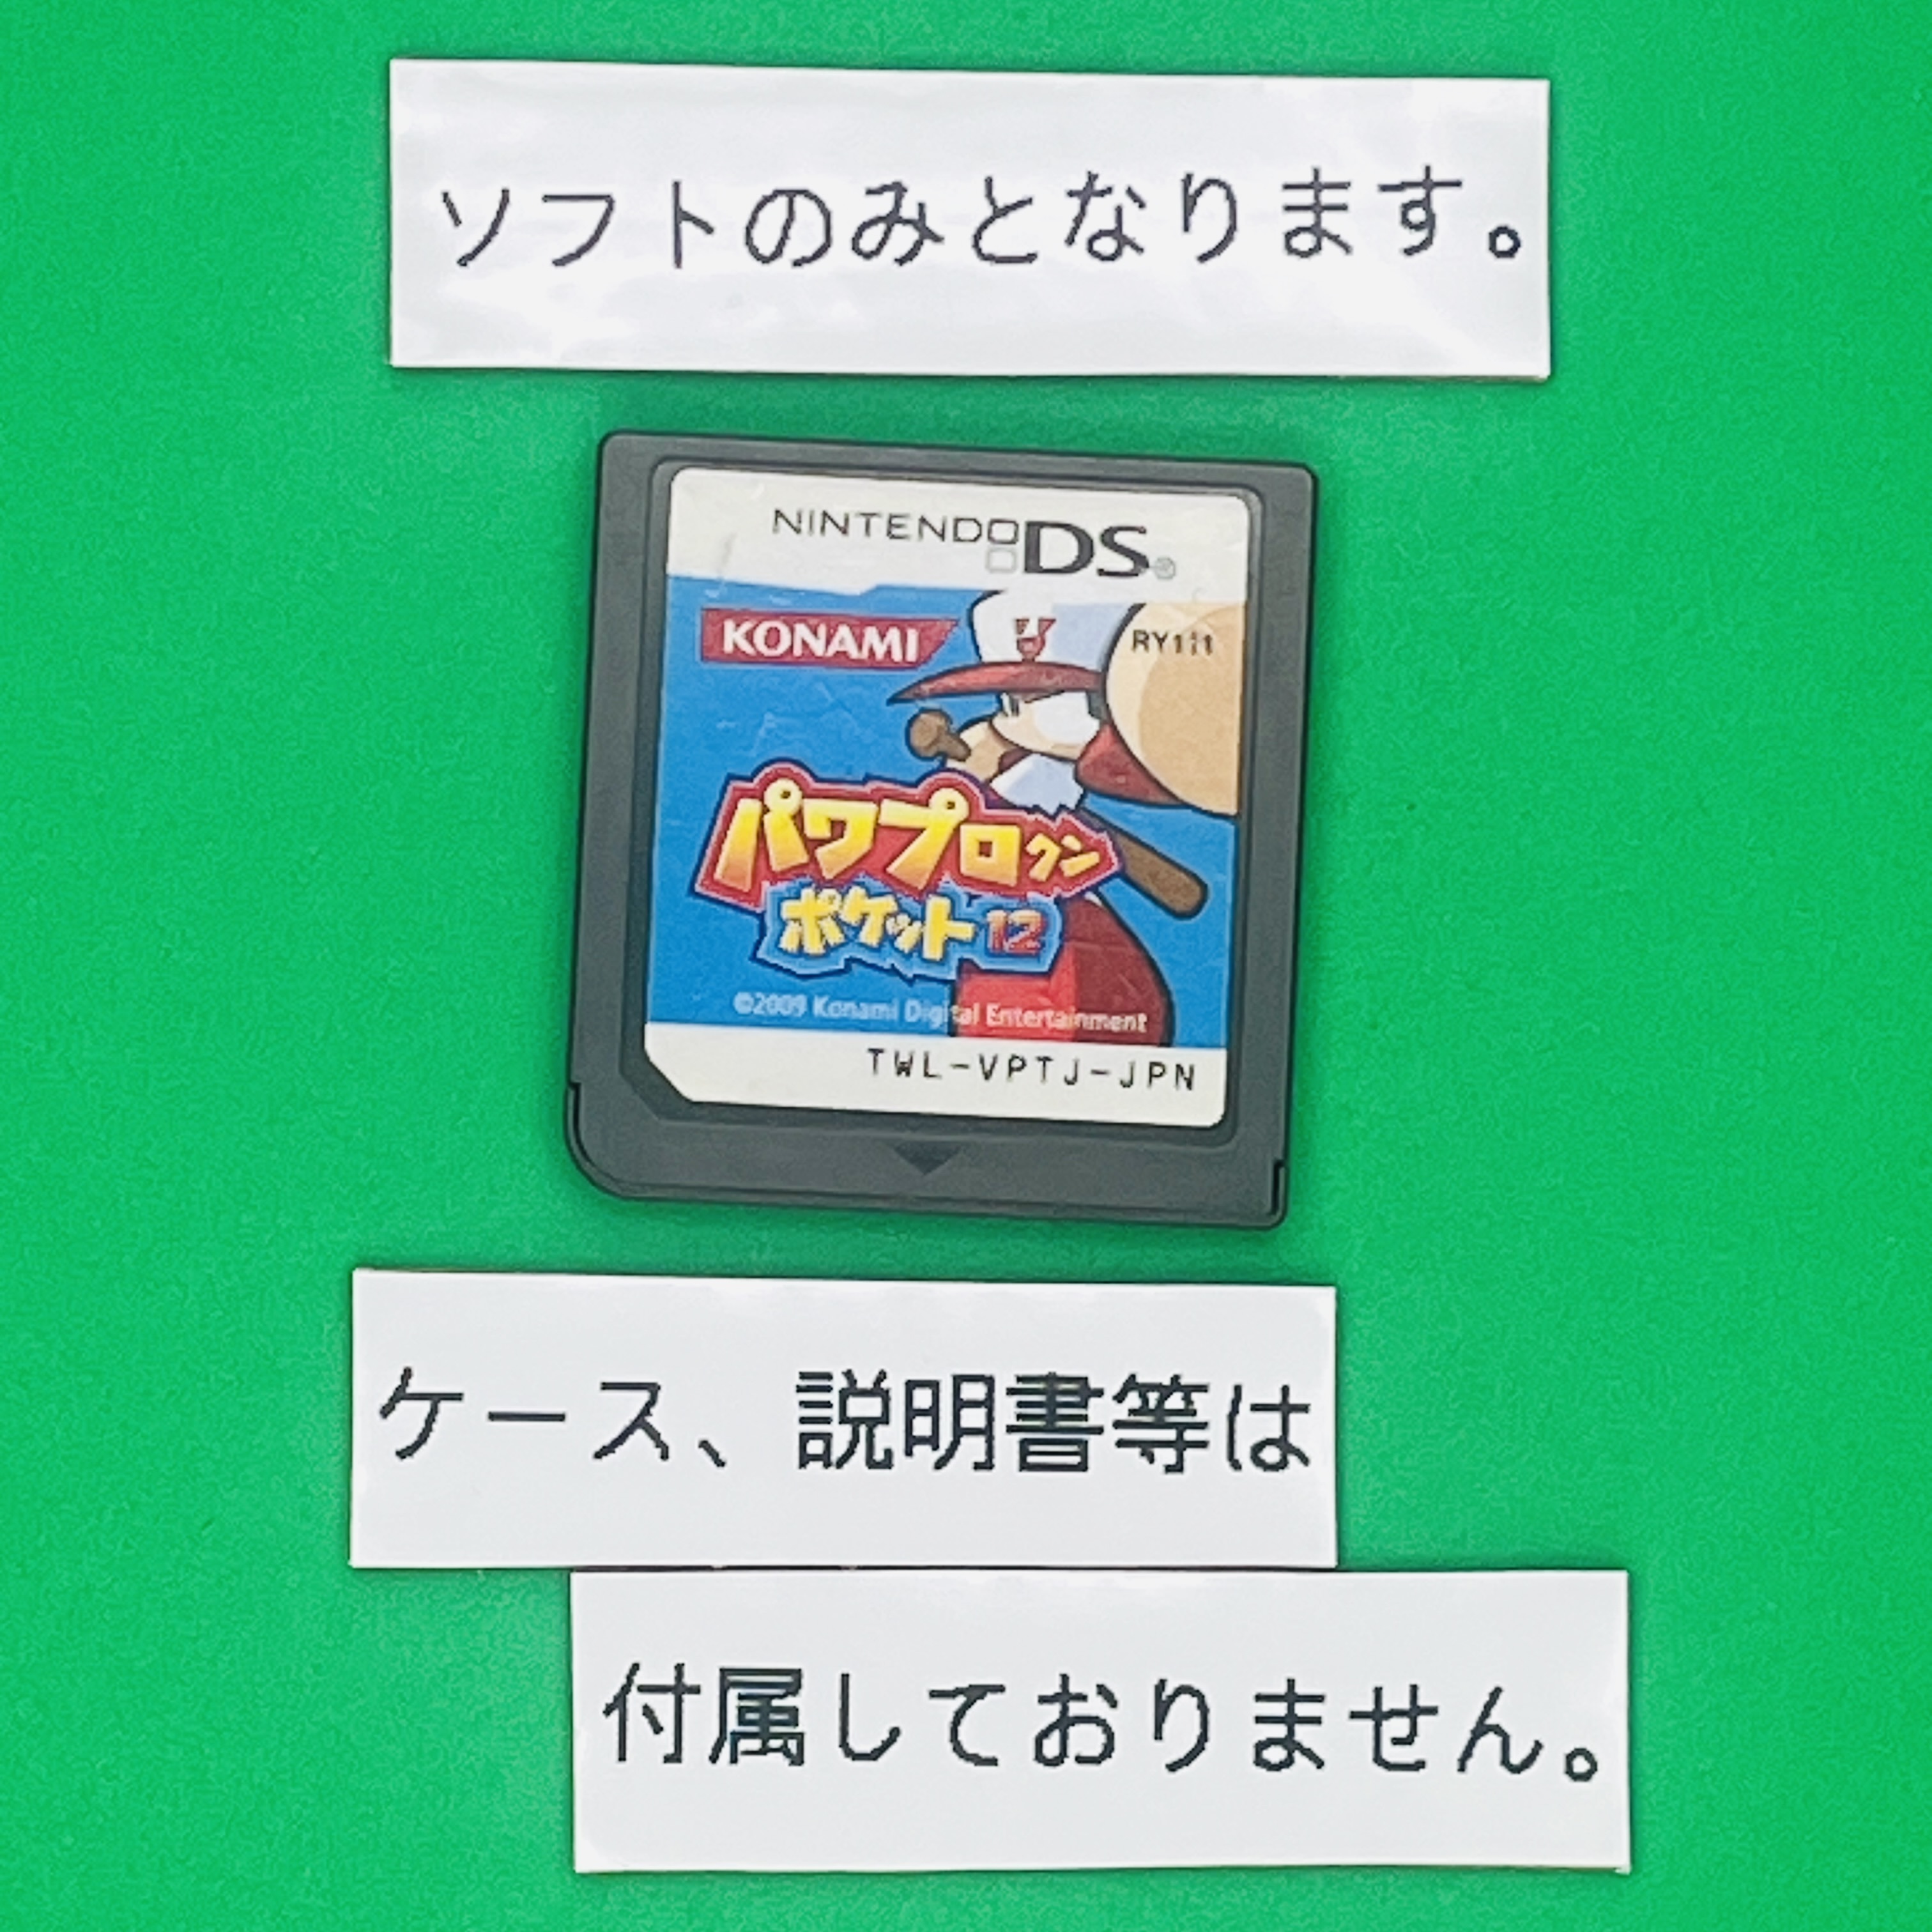 ソフトのみとなります。
NINTENDO DS®
KONAMI
RY111
パワプロクン
ポケット12
©2009 Konami Digital Entertainment
TWL-VPTJ-JPN
ケース、説明書等は
付属しておりません。